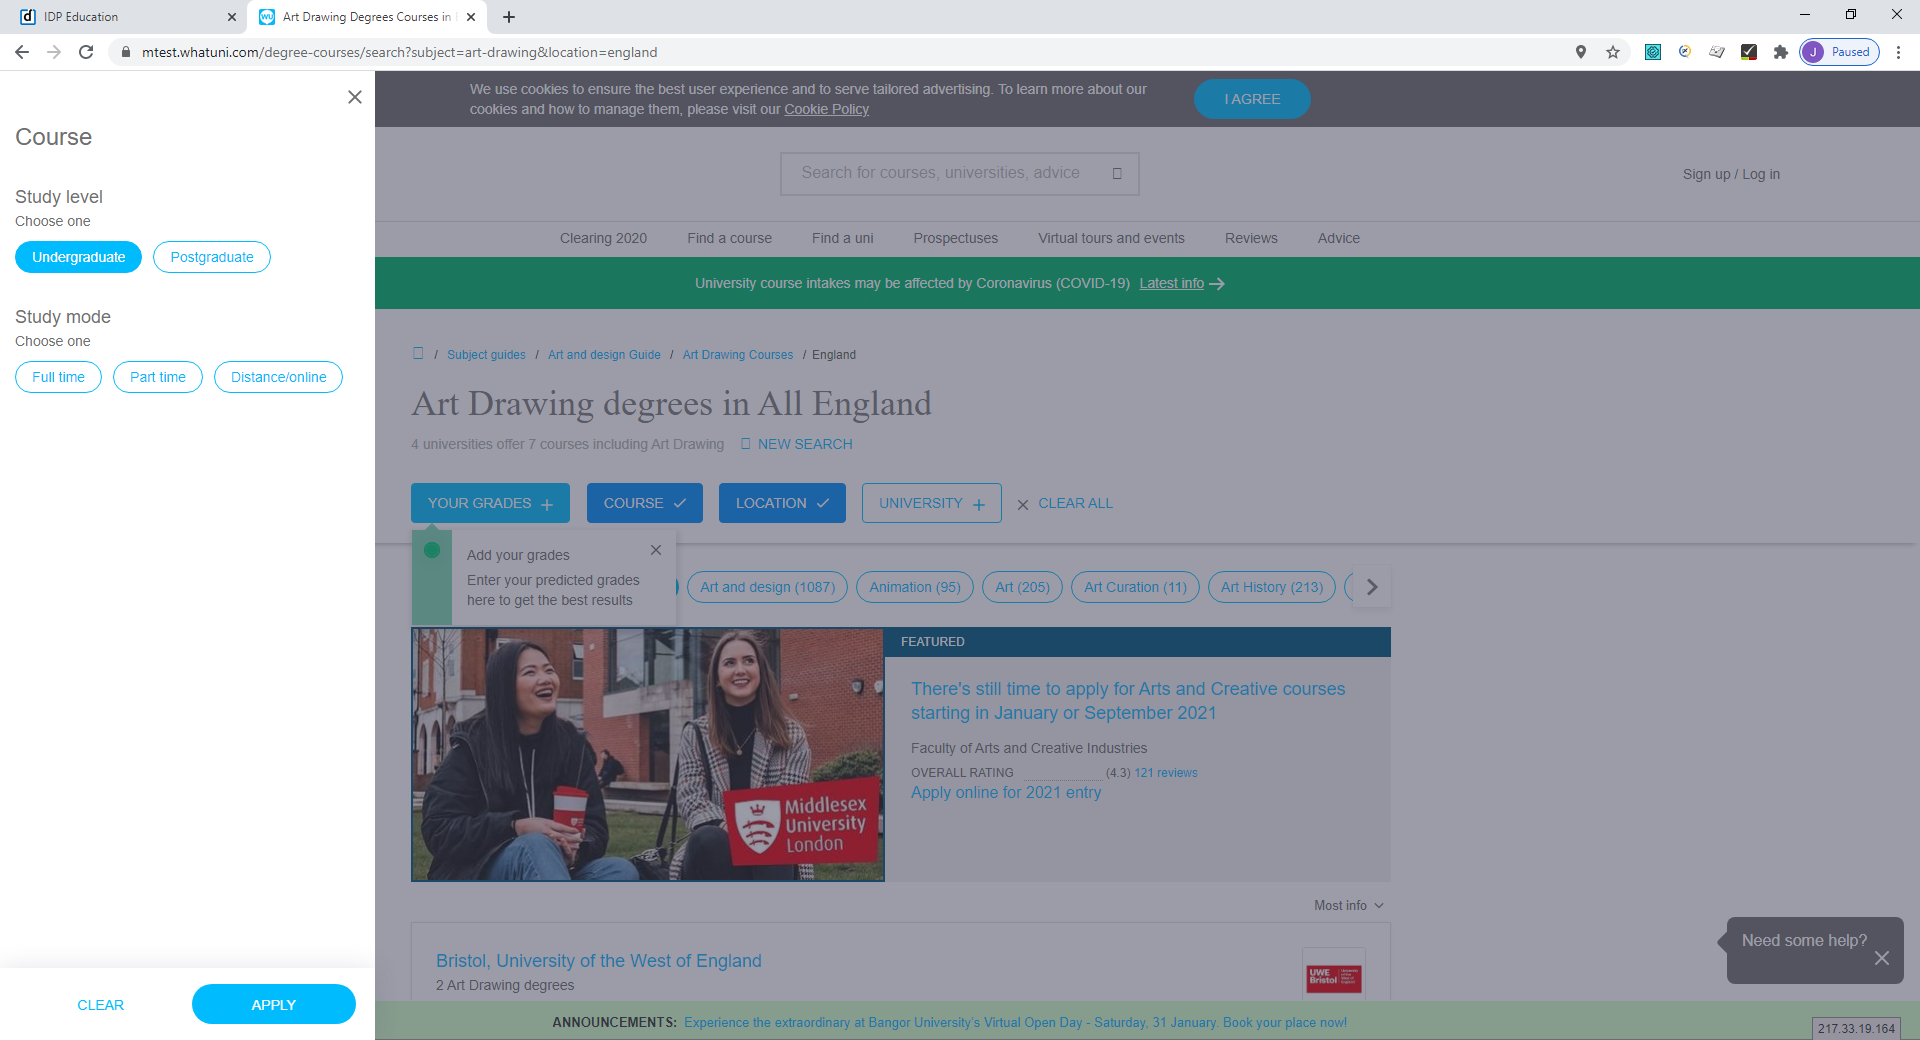 IDP Education
Art Drawing Degrees Courses in
mtest.whatuni.com/degree-courses/search?subject=art-drawing&location=england
J Paused
Course
Study level
Choose one
Undergraduate
Postgraduate
Study mode
Choose one
Full time
Part time
Distance/online
CLEAR
APPLY
We use cookies to ensure the best user experience and to serve tailored advertising. To learn more about our
cookies and how to manage them, please visit our Cookie Policy
I AGREE
Search for courses, universities, advice
Sign up / Log in
Clearing 2020
Find a course
Find a uni
Prospectuses
Virtual tours and events
Reviews
Advice
University course intakes may be affected by Coronavirus (COVID-19) Latest info
/ Subject guides / Art and design Guide / Art Drawing Courses / England
Art Drawing degrees in All England
4 universities offer 7 courses including Art Drawing
NEW SEARCH
YOUR GRADES
COURSE
LOCATION
UNIVERSITY
CLEAR ALL
Add your grades
Enter your predicted grades
here to get the best results
Art and design (1087)
Animation (95)
Art (205)
Art Curation (11)
Art History (213)
Middlesex
University
London
FEATURED
There's still time to apply for Arts and Creative courses
starting in January or September 2021
Faculty of Arts and Creative Industries
OVERALL RATING (4.3) 121 reviews
Apply online for 2021 entry
Most info
Bristol, University of the West of England
2 Art Drawing degrees
UWE
Bristol
Need some help?
ANNOUNCEMENTS: Experience the extraordinary at Bangor University's Virtual Open Day - Saturday, 31 January. Book your place now!
217.33.19.164